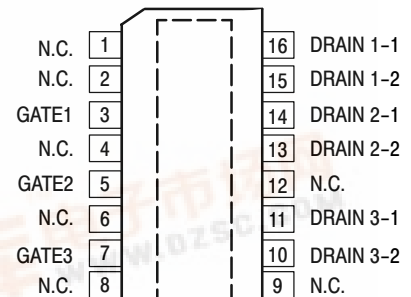 N.C. 1 16 DRAIN 1-1
N.C. 2 15 DRAIN 1-2
GATE1 3 14 DRAIN 2-1
N.C. 4 13 DRAIN 2-2
GATE2 5 12 N.C.
N.C. 6 11 DRAIN 3-1
GATE3 7 10 DRAIN 3-2
N.C. 8 9 N.C.